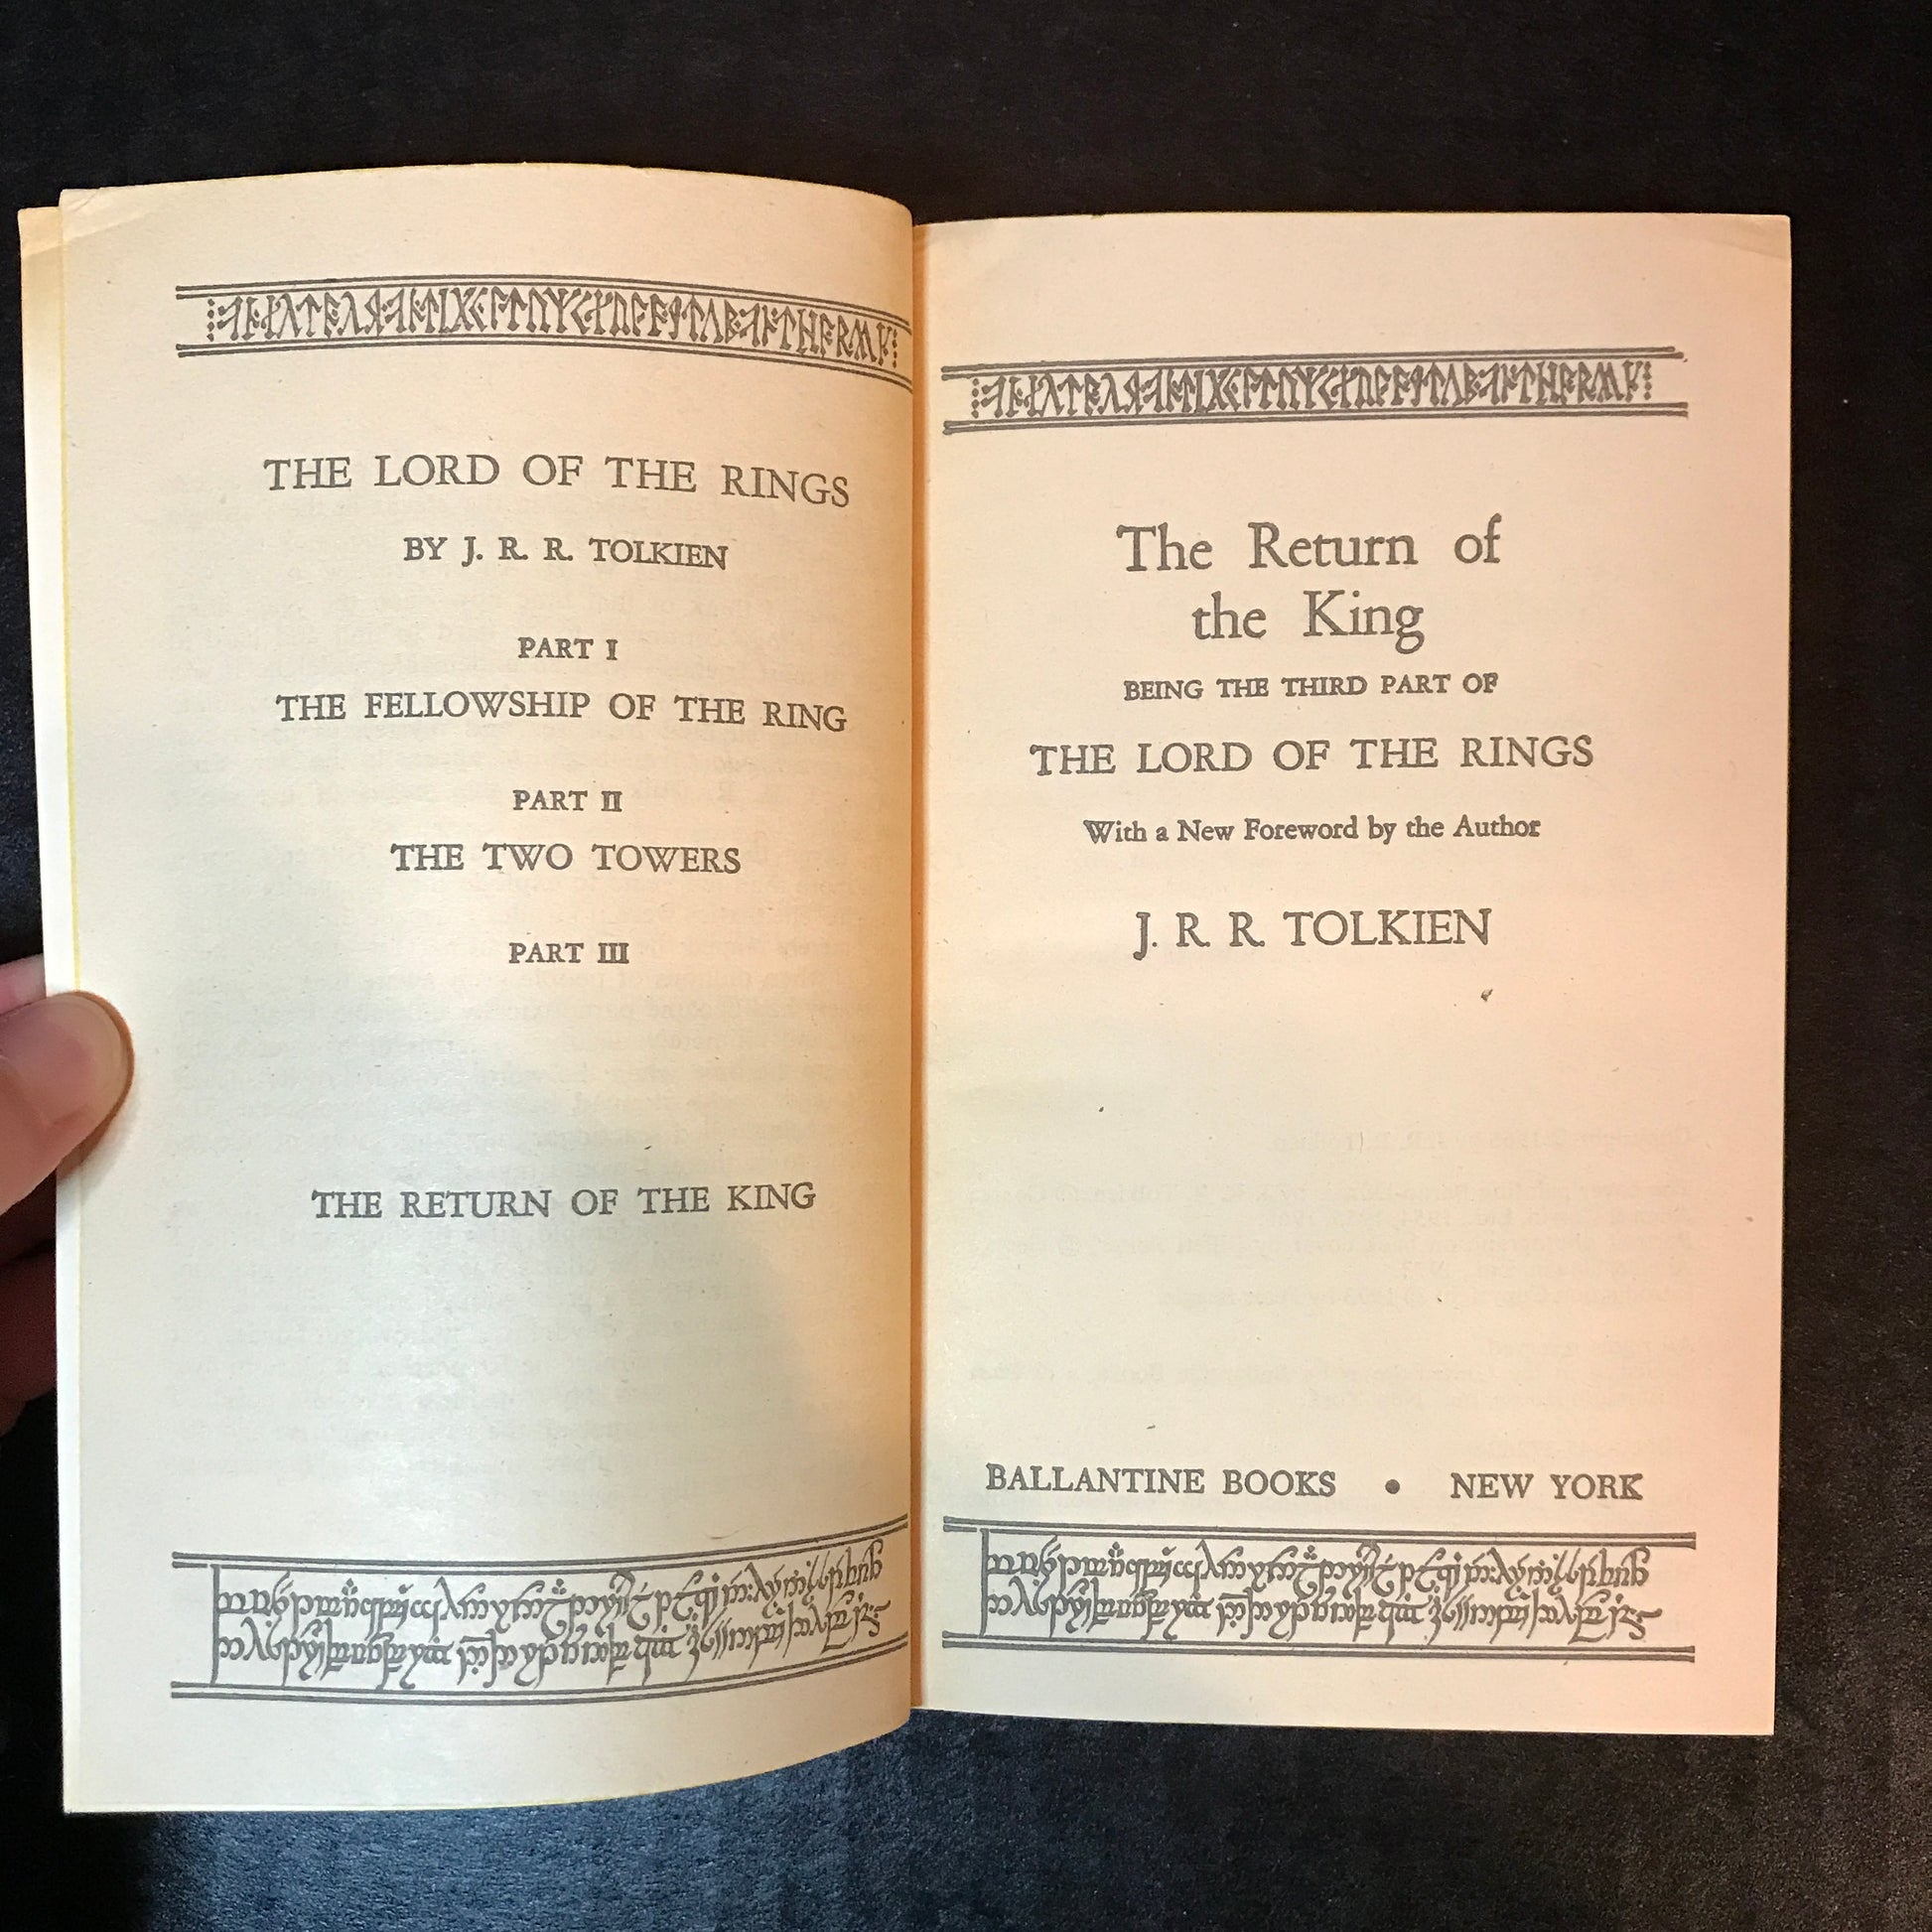 THE LORD OF THE RINGS
BY J. R. R. TOLKIEN
PART I
THE FELLOWSHIP OF THE RING
PART II
THE TWO TOWERS
PART III
THE RETURN OF THE KING
The Return of
the King
BEING THE THIRD PART OF
THE LORD OF THE RINGS
With a New Foreword by the Author
J. R. R. TOLKIEN
BALLANTINE BOOKS • NEW YORK